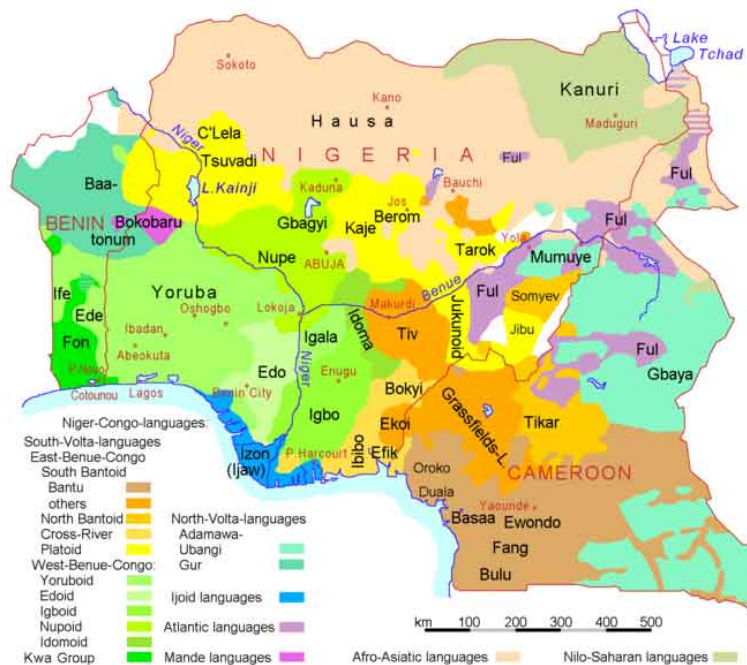 Lake
Tchad
Sokoto
Kano
Kanuri
Hausa
Maduguri
Niger
C'Lela
Tsuvadi
NIGERIA
Ful
Ful
L.Kainji
Kaduna
Jos
Bauchi
Baa-
tonum
BENIN
Bokobaru
Gbagyi
Kaje
Berom
Ful
Yola
Tarok
Mumuye
Nupe
ABUJA
Benue
Ful
Somyev
Ife
Ede
Yoruba
Oshogbo
Lokoja
Makurdi
Jukunoid
Jibu
Fon
Ibadan
Abeokuta
Igala
Idoma
Tiv
Ful
Gbaya
P.Novo
Cotounou
Lagos
Edo
Benin City
Niger
Enugu
Igbo
Bokyi
Grassfields-L.
Tikar
Izon
(Ijaw)
P.Harcourt
Ibibo
Efik
Ekoi
Oroko
Duala
CAMEROON
Yaoundé
Basaa
Ewondo
Fang
Bulu
Niger-Congo-languages:
South-Volta-languages
East-Benue-Congo
South Bantoid
Bantu
others
North Bantoid
Cross-River
Platoid
West-Benue-Congo:
Yoruboid
Edoid
Igboid
Nupoid
Idomoid
Kwa Group
North-Volta-languages
Adamawa-
Ubangi
Gur
Ijoid languages
Atlantic languages
Mande languages
km 100 200 300 400 500
Afro-Asiatic languages
Nilo-Saharan languages